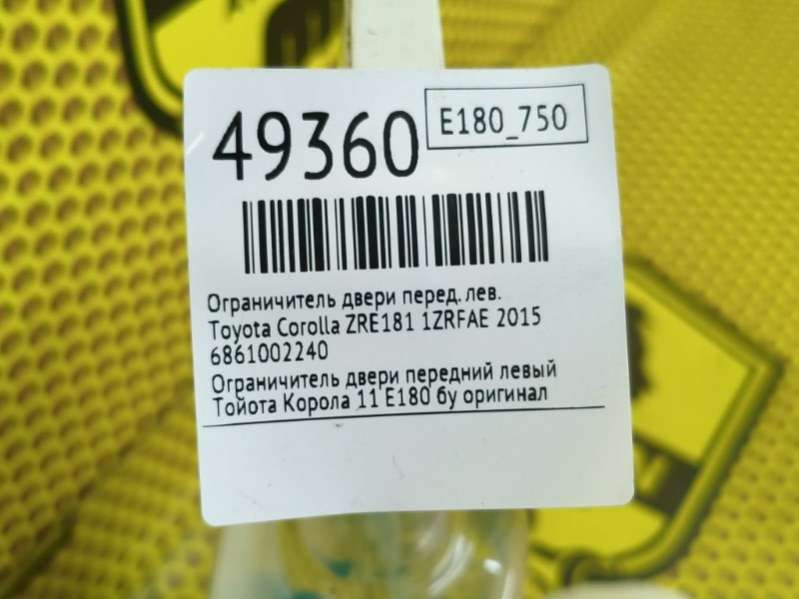 49360
E180_750
Ограничитель двери перед. лев.
Toyota Corolla ZRE181 1ZRFAE 2015
6861002240
Ограничитель двери передний левый
Тойота Корола 11 Е180 бу оригинал